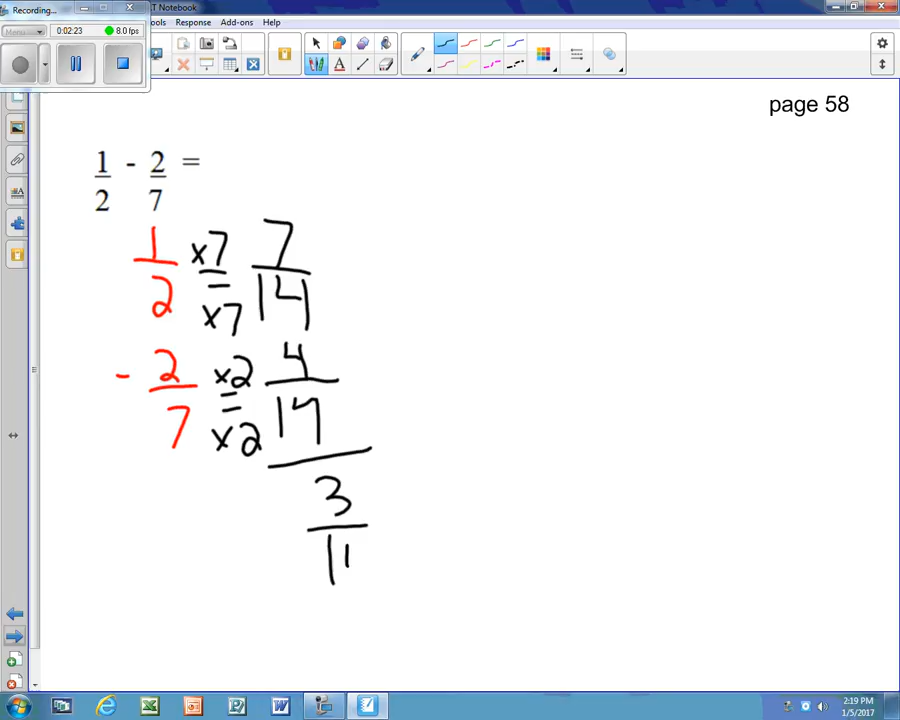 Recording...
T Notebook
Menu
00:02:23
8.0 fps
ools Response Add-ons Help
page 58
1 - 2 =
2 7
1 x7 7
2 = 14
x7
- 2 x2 4
7 = 14
x2
3
1
2:19 PM
1/5/2017